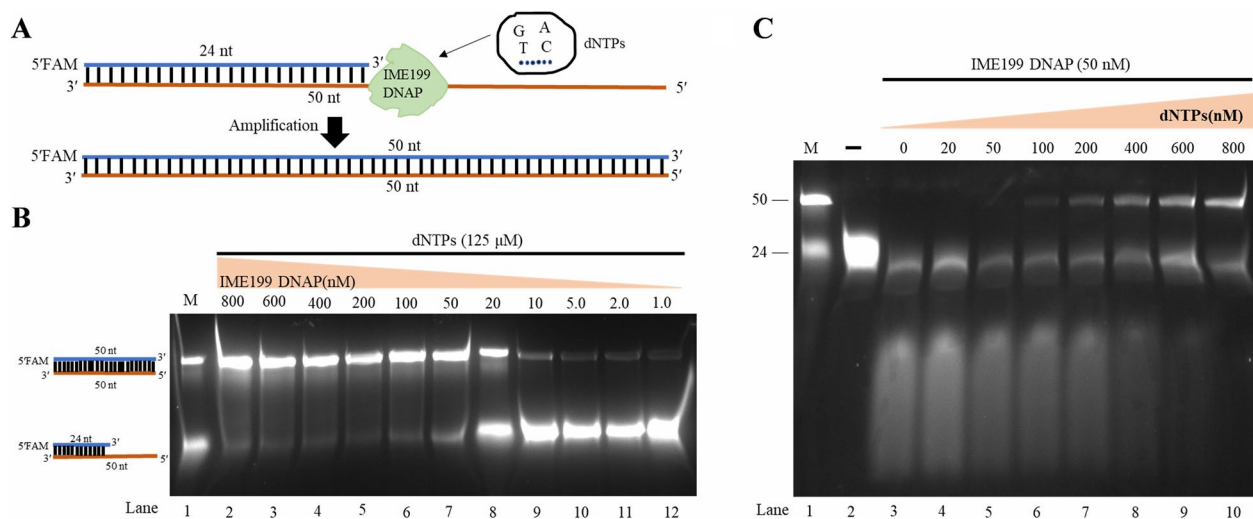 A
24 nt
5'FAM
3'
3'
50 nt
IME199
DNAP
5'
G A
T C
dNTPs
Amplification
50 nt
5'FAM
3'
3'
5'
50 nt
B
dNTPs (125 μM)
IME199 DNAP(nM)
M 800 600 400 200 100 50 20 10 5.0 2.0 1.0
50 nt
3'
5'FAM
3'
5'
50 nt
24 nt
3'
5'FAM
3'
5'
50 nt
Lane 1 2 3 4 5 6 7 8 9 10 11 12
C
IME199 DNAP (50 nM)
dNTPs(nM)
M – 0 20 50 100 200 400 600 800
50 —
24 —
Lane 1 2 3 4 5 6 7 8 9 10